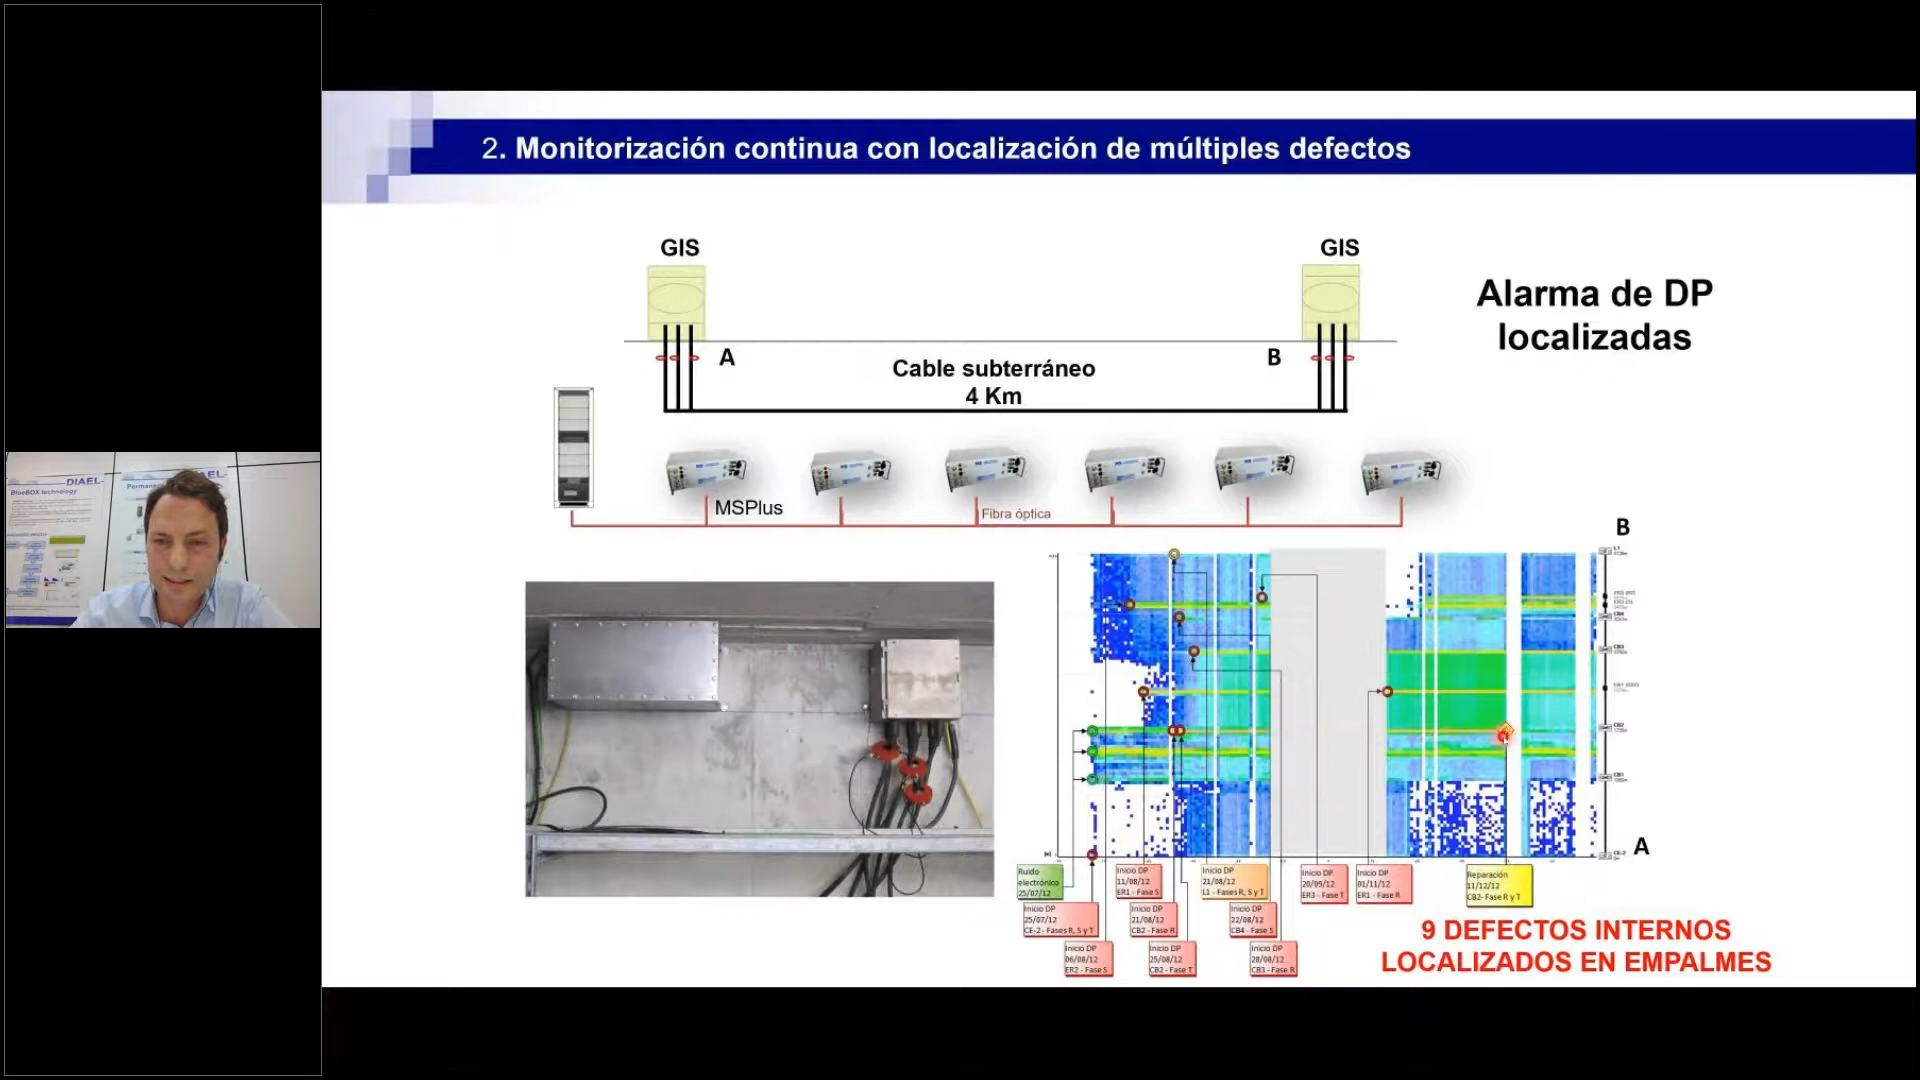 2. Monitorización continua con localización de múltiples defectos
GIS
GIS
Alarma de DP
localizadas
A
B
Cable subterráneo
4 Km
MSPlus
Fibra óptica
DIAEL
AEL-
BlueBOX technology
B
A
Ruido
electrónico
25/07/12
Inicio DP
25/07/12
CE-2 - Fases R, S y T
Inicio DP
06/08/12
ER2 - Fase S
Inicio DP
11/08/12
ER1 - Fase S
Inicio DP
21/08/12
CB2 - Fase R
Inicio DP
25/08/12
CB2 - Fase T
Inicio DP
21/08/12
L1 - Fases R, S y T
Inicio DP
22/08/12
CB4 - Fase S
Inicio DP
28/08/12
CB3 - Fase R
Inicio DP
20/09/12
ER3 - Fase T
Inicio DP
01/11/12
ER1 - Fase R
Reparación
11/12/12
CB2- Fase R y T
9 DEFECTOS INTERNOS
LOCALIZADOS EN EMPALMES